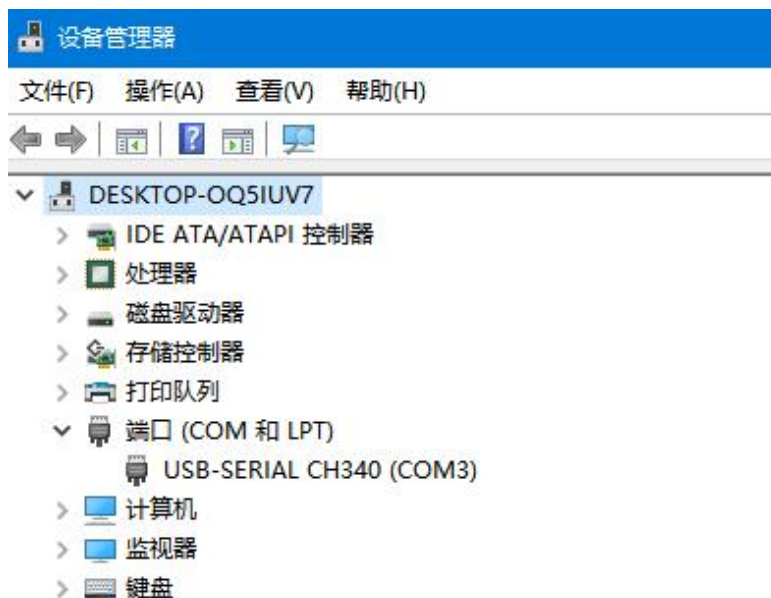 设备管理器
文件(F) 操作(A) 查看(V) 帮助(H)
DESKTOP-OQ5IUV7
IDE ATA/ATAPI 控制器
处理器
磁盘驱动器
存储控制器
打印队列
端口 (COM 和 LPT)
USB-SERIAL CH340 (COM3)
计算机
监视器
键盘